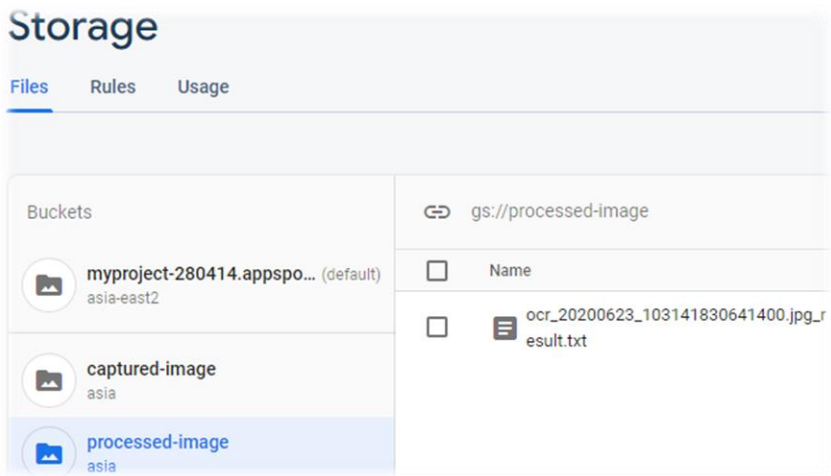 Storage
Files Rules Usage
Buckets
gs://processed-image
myproject-280414.appspo... (default)
asia-east2
Name
ocr_20200623_103141830641400.jpg_r
esult.txt
captured-image
asia
processed-image
asia